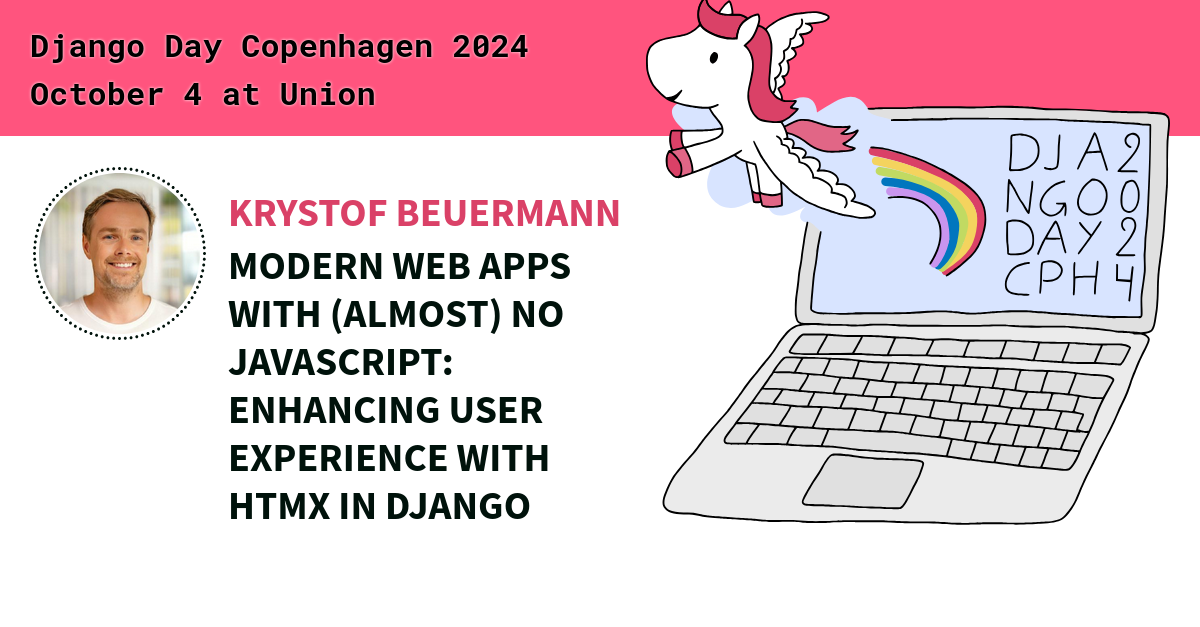 Django Day Copenhagen 2024
October 4 at Union
KRYSTOF BEUERMANN
MODERN WEB APPS
WITH (ALMOST) NO
JAVASCRIPT:
ENHANCING USER
EXPERIENCE WITH
HTMX IN DJANGO
DJA2
NGO0
DAY2
CPH4